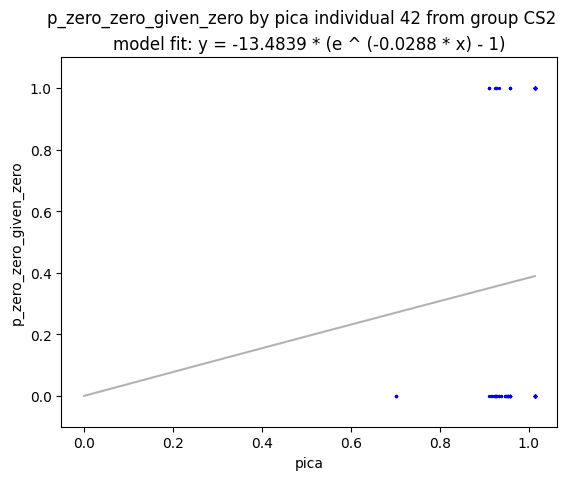 p_zero_zero_given_zero by pica individual 42 from group CS2
model fit: y = -13.4839 * (e ^ (-0.0288 * x) - 1)
1.0
0.8
0.6
0.4
0.2
0.0
p_zero_zero_given_zero
0.0 0.2 0.4 0.6 0.8 1.0
pica